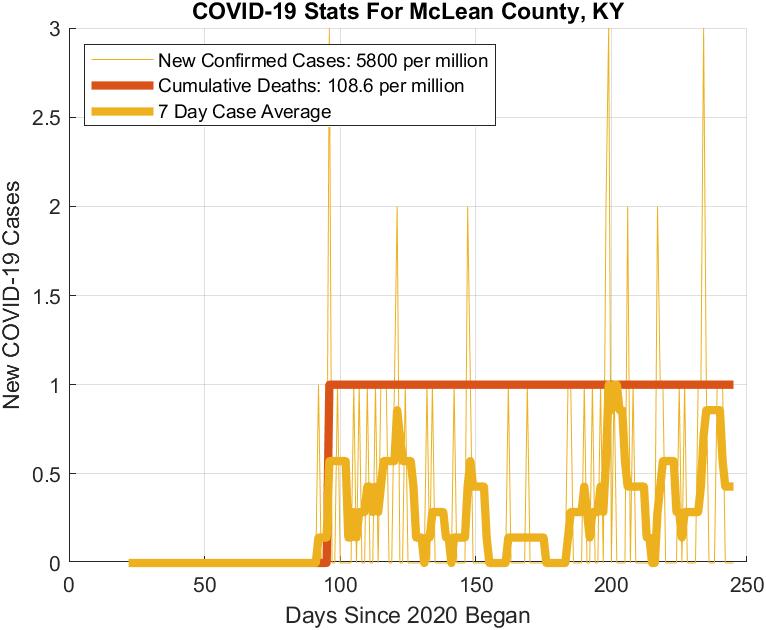 COVID-19 Stats For McLean County, KY
New Confirmed Cases: 5800 per million
Cumulative Deaths: 108.6 per million
7 Day Case Average
New COVID-19 Cases
3
2.5
2
1.5
1
0.5
0
0 50 100 150 200 250
Days Since 2020 Began